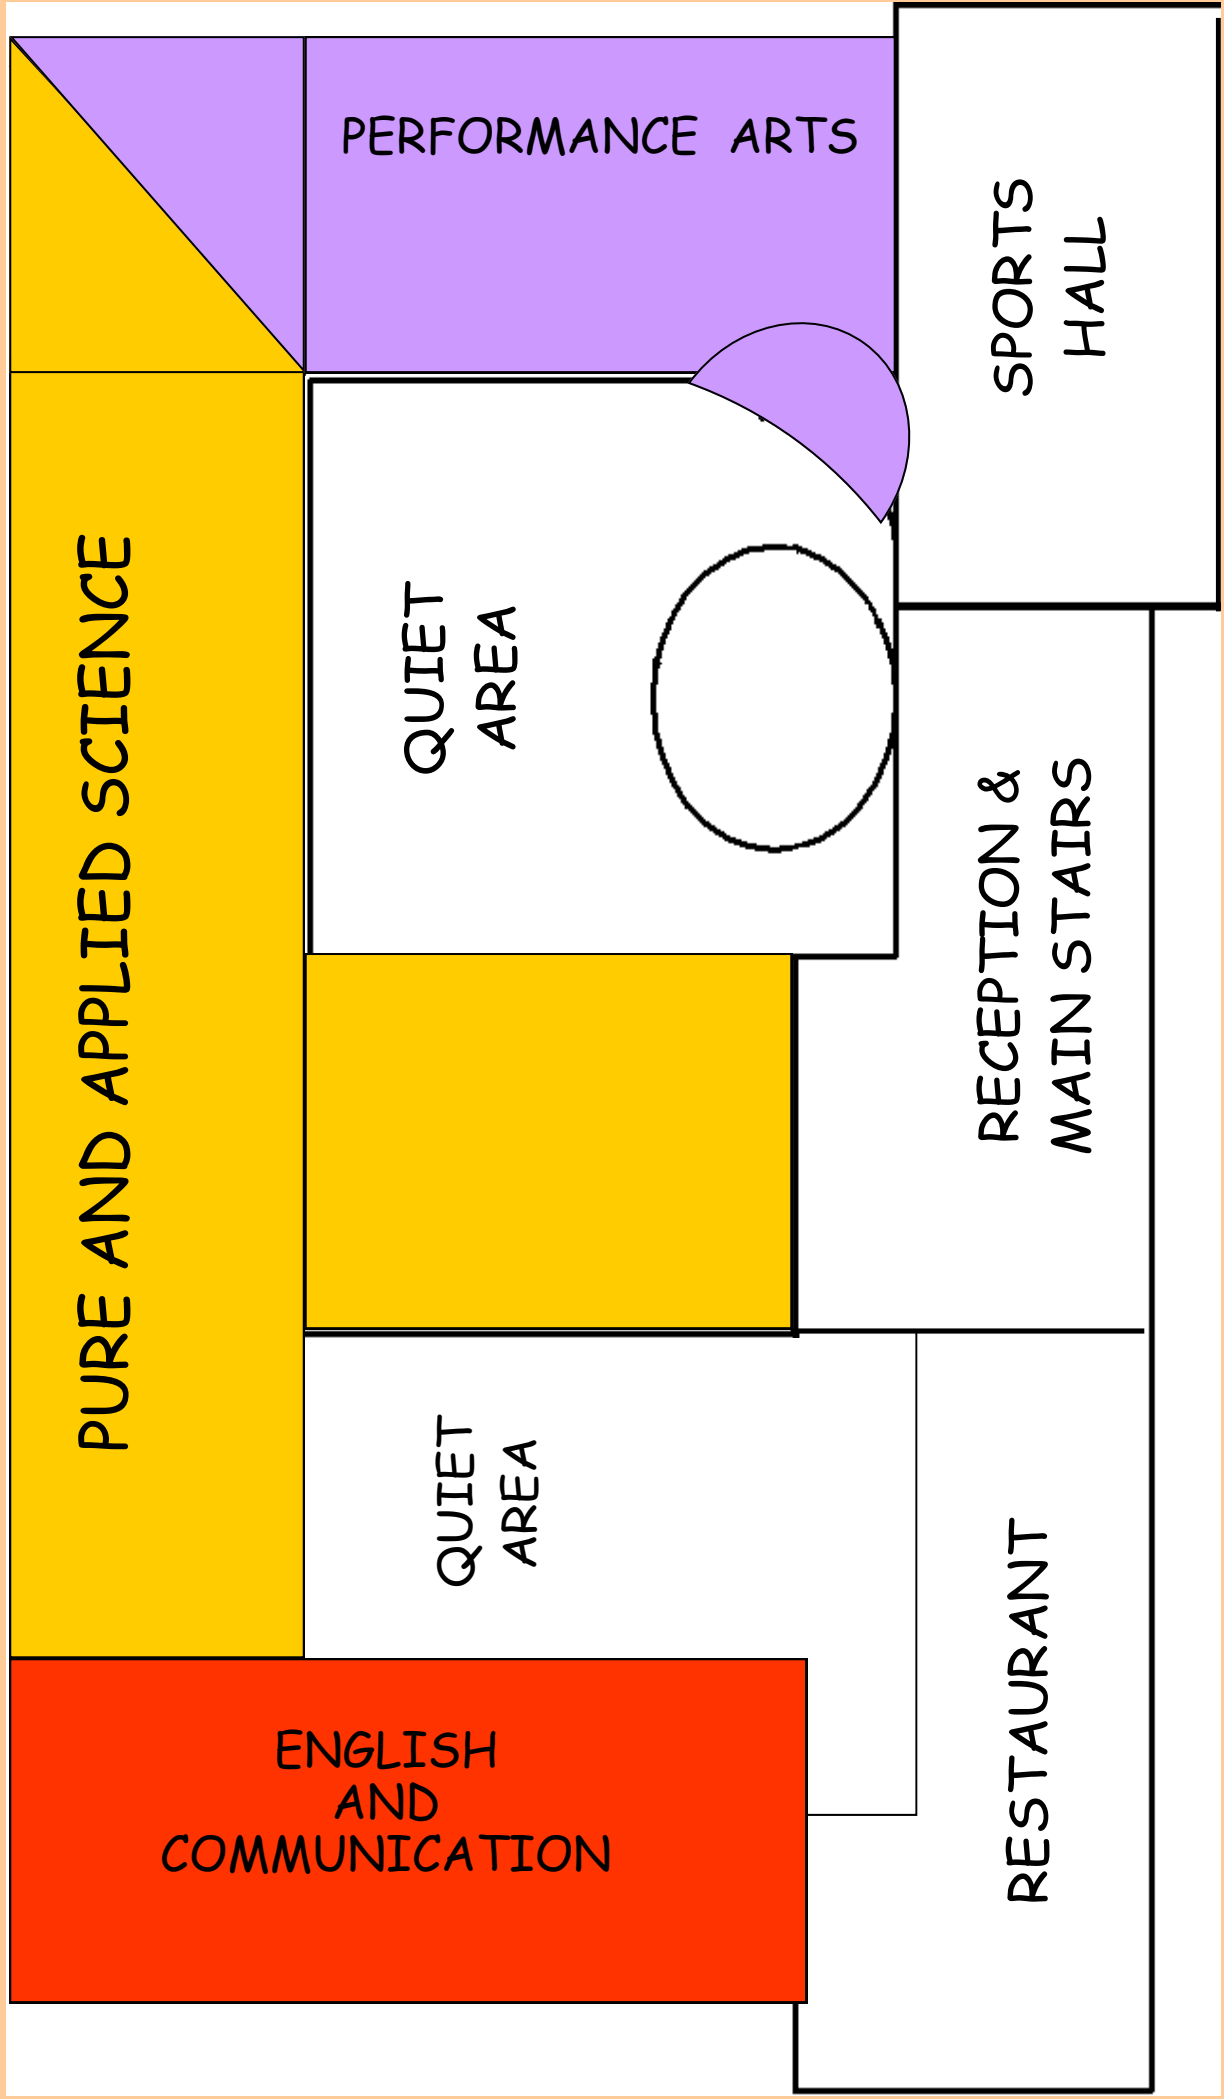 PERFORMANCE ARTS
SPORTS
HALL
PURE AND APPLIED SCIENCE
QUIET
AREA
RECEPTION &
MAIN STAIRS
QUIET
AREA
RESTAURANT
ENGLISH
AND
COMMUNICATION